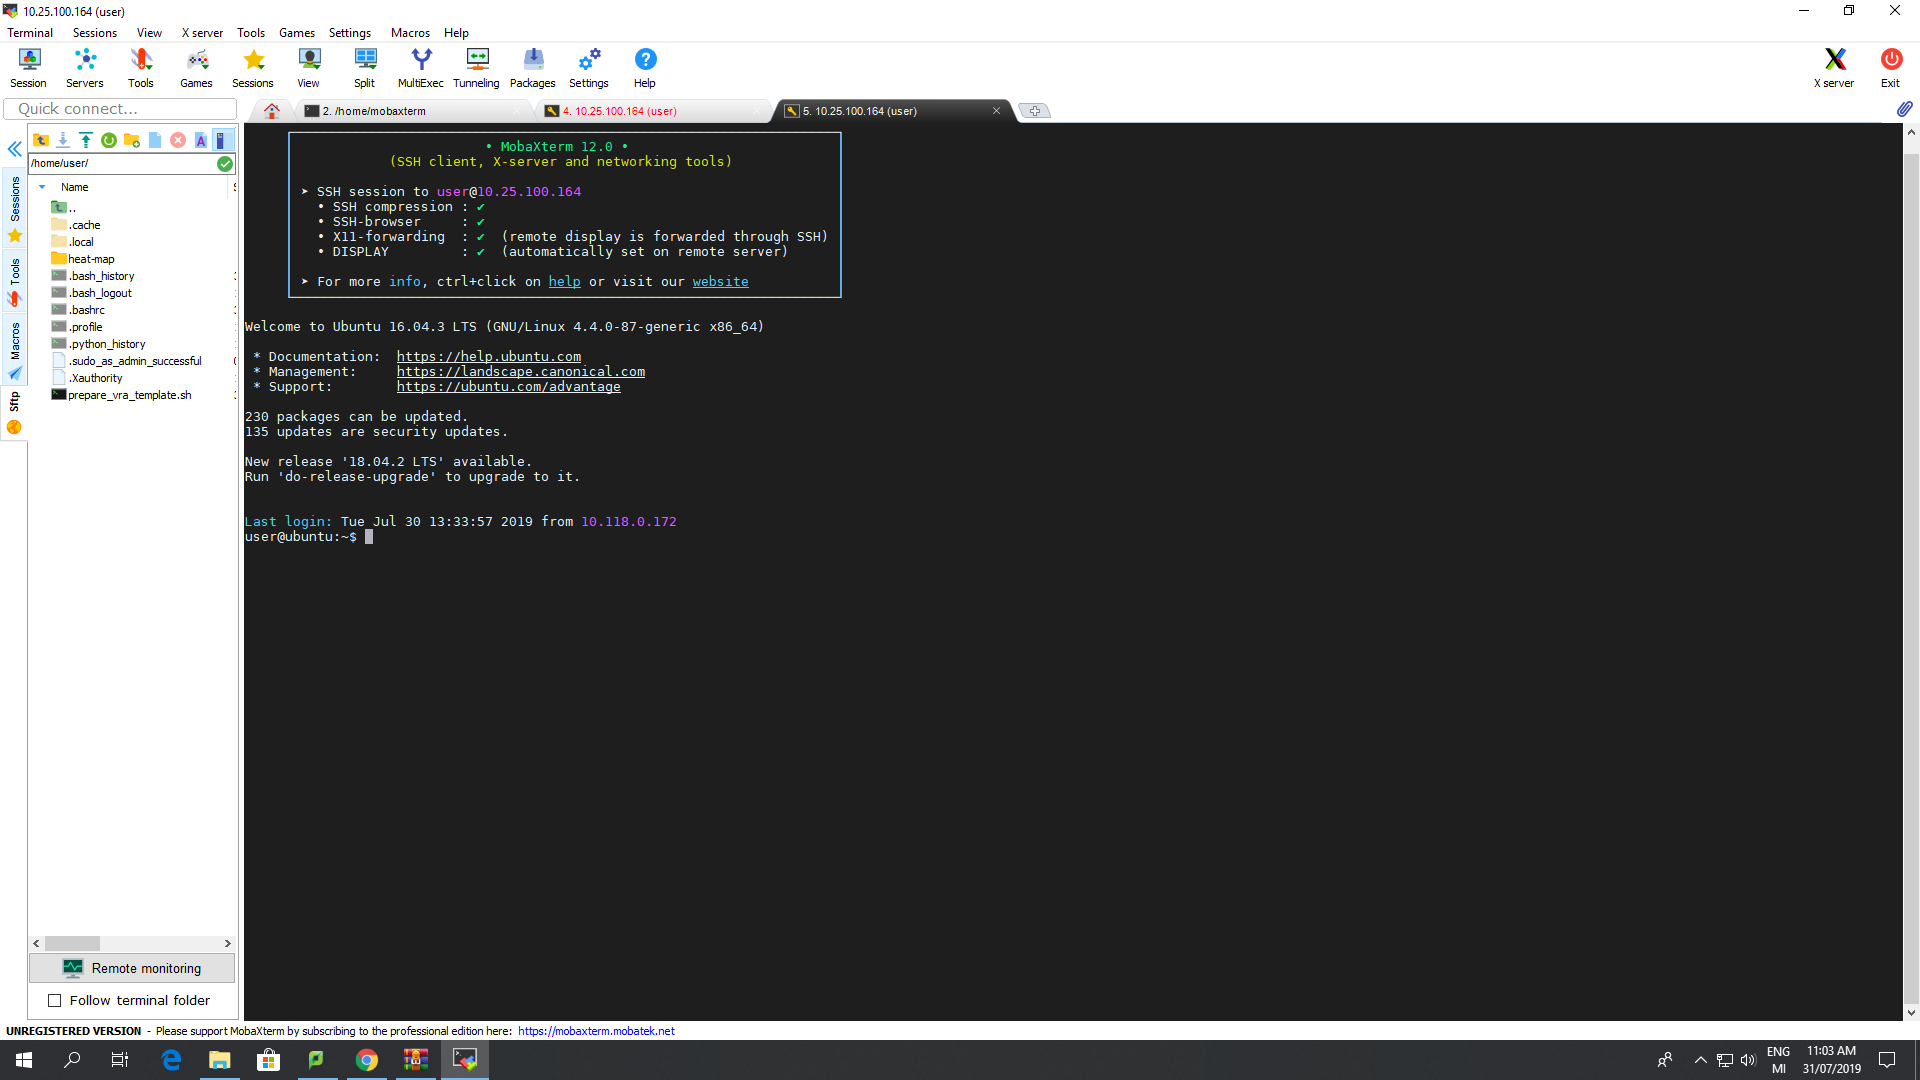 10.25.100.164 (user)
Terminal Sessions View X server Tools Games Settings Macros Help
Session Servers Tools Games Sessions View Split MultiExec Tunneling Packages Settings Help X server Exit
Quick connect...
2. /home/mobaxterm
4. 10.25.100.164 (user)
5. 10.25.100.164 (user)
/home/user/
Name
..
.cache
.local
heat-map
.bash_history
.bash_logout
.bashrc
.profile
.python_history
.sudo_as_admin_successful
.Xauthority
prepare_vra_template.sh
Sessions
Tools
Macros
Sftp
Remote monitoring
Follow terminal folder
• MobaXterm 12.0 •
(SSH client, X-server and networking tools)
➤ SSH session to user@10.25.100.164
• SSH compression : ✔
• SSH-browser : ✔
• X11-forwarding : ✔ (remote display is forwarded through SSH)
• DISPLAY : ✔ (automatically set on remote server)
➤ For more info, ctrl+click on help or visit our website
Welcome to Ubuntu 16.04.3 LTS (GNU/Linux 4.4.0-87-generic x86_64)
* Documentation: https://help.ubuntu.com
* Management: https://landscape.canonical.com
* Support: https://ubuntu.com/advantage
230 packages can be updated.
135 updates are security updates.
New release '18.04.2 LTS' available.
Run 'do-release-upgrade' to upgrade to it.
Last login: Tue Jul 30 13:33:57 2019 from 10.118.0.172
user@ubuntu:~$
UNREGISTERED VERSION - Please support MobaXterm by subscribing to the professional edition here: https://mobaxterm.mobatek.net
ENG
MI
11:03 AM
31/07/2019